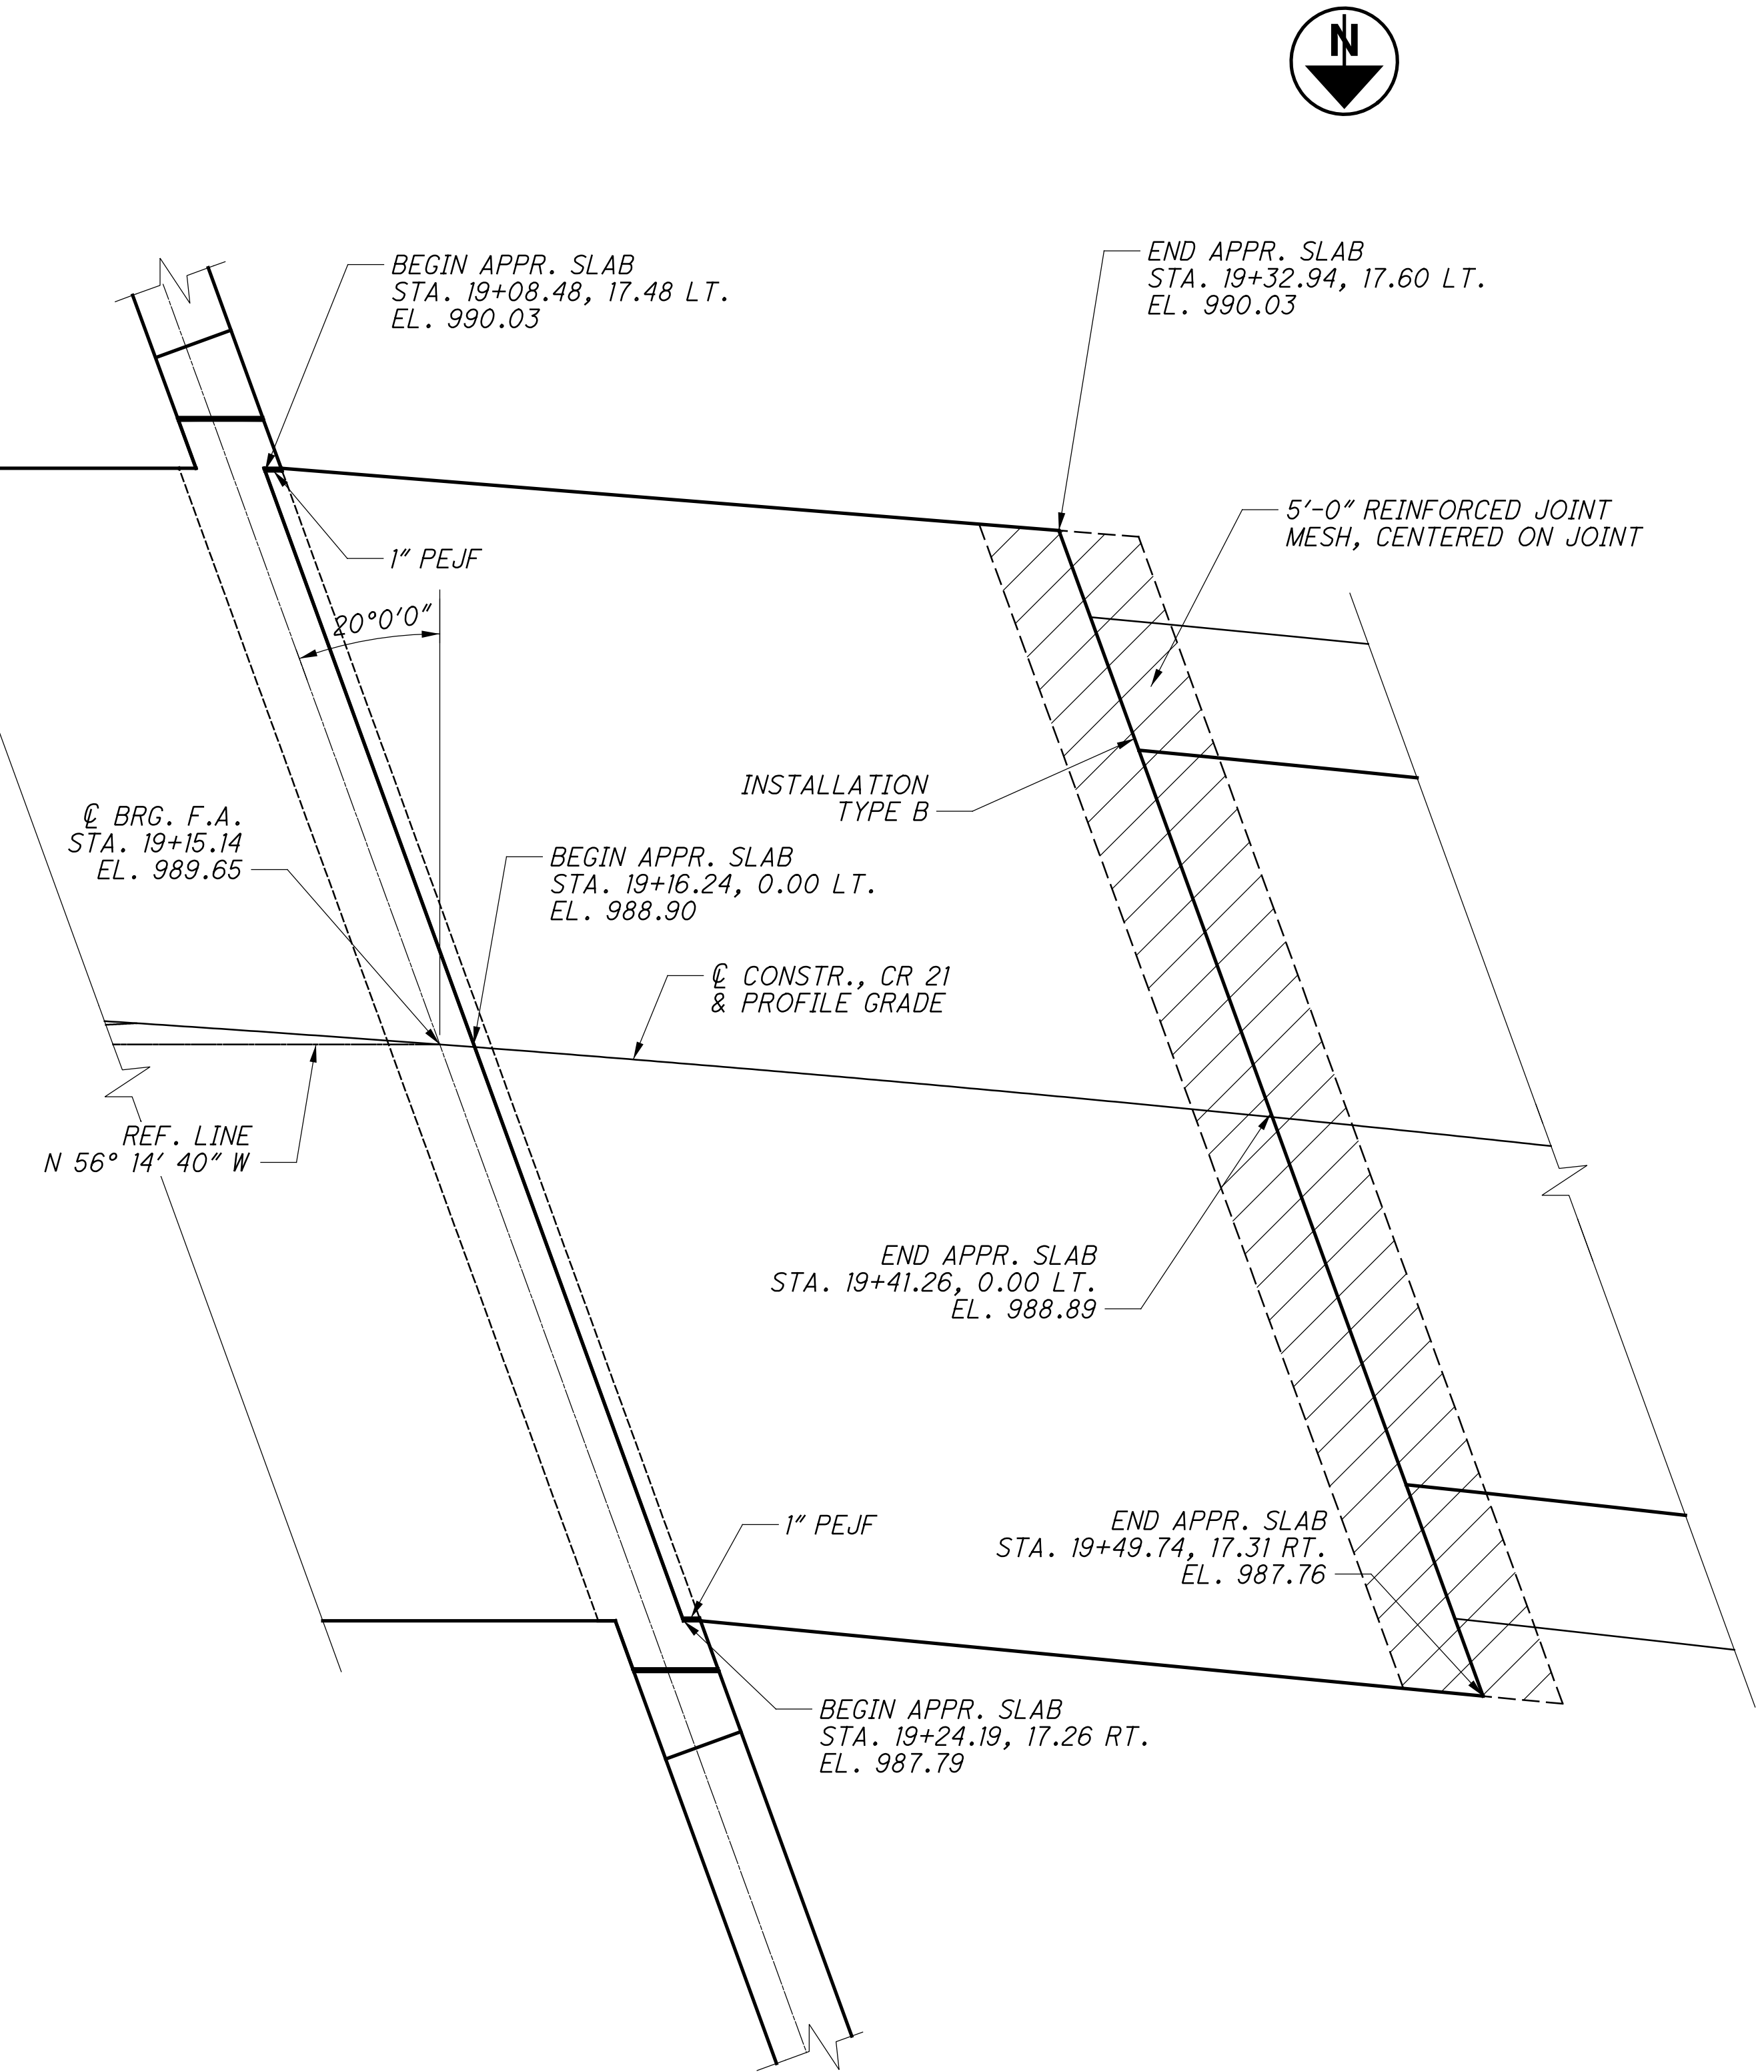 N
BEGIN APPR. SLAB
STA. 19+08.48, 17.48 LT.
EL. 990.03
END APPR. SLAB
STA. 19+32.94, 17.60 LT.
EL. 990.03
5'-0" REINFORCED JOINT
MESH, CENTERED ON JOINT
1" PEJF
20°0'0"
INSTALLATION
TYPE B
℄ BRG. F.A.
STA. 19+15.14
EL. 989.65
BEGIN APPR. SLAB
STA. 19+16.24, 0.00 LT.
EL. 988.90
℄ CONSTR., CR 21
& PROFILE GRADE
REF. LINE
N 56° 14' 40" W
END APPR. SLAB
STA. 19+41.26, 0.00 LT.
EL. 988.89
1" PEJF
END APPR. SLAB
STA. 19+49.74, 17.31 RT.
EL. 987.76
BEGIN APPR. SLAB
STA. 19+24.19, 17.26 RT.
EL. 987.79